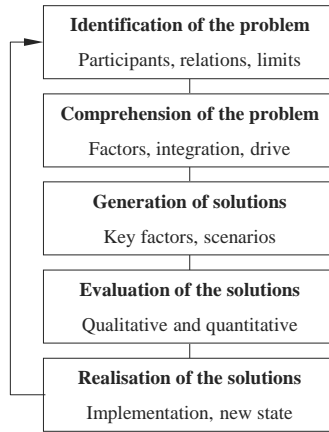 Identification of the problem
Participants, relations, limits
Comprehension of the problem
Factors, integration, drive
Generation of solutions
Key factors, scenarios
Evaluation of the solutions
Qualitative and quantitative
Realisation of the solutions
Implementation, new state